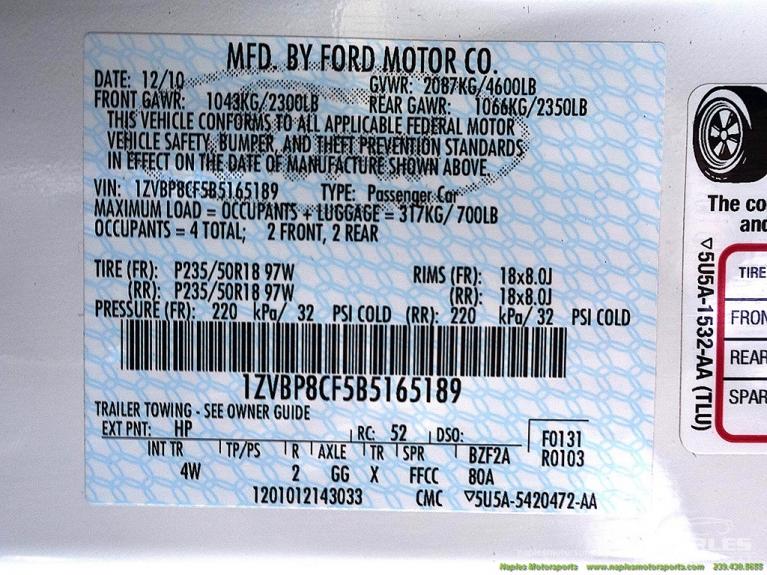 MFD. BY FORD MOTOR CO.
DATE: 12/10 GVWR: 2087KG/4600LB
FRONT GAWR: 1043KG/2300LB REAR GAWR: 1066KG/2350LB
THIS VEHICLE CONFORMS TO ALL APPLICABLE FEDERAL MOTOR
VEHICLE SAFETY, BUMPER, AND THEFT PREVENTION STANDARDS
IN EFFECT ON THE DATE OF MANUFACTURE SHOWN ABOVE.
VIN: 1ZVBP8CF5B5165189 TYPE: Passenger Car
MAXIMUM LOAD = OCCUPANTS + LUGGAGE = 317KG/700LB
OCCUPANTS = 4 TOTAL; 2 FRONT, 2 REAR
TIRE (FR): P235/50R18 97W RIMS (FR): 18x8.0J
(RR): P235/50R18 97W (RR): 18x8.0J
PRESSURE (FR): 220 kPa/ 32 PSI COLD (RR): 220 kPa/ 32 PSI COLD
1ZVBP8CF5B5165189
TRAILER TOWING - SEE OWNER GUIDE
EXT PNT: HP RC: 52 DSO: F0131
INT TR TP/PS R AXLE TR SPR BZF2A R0103
4W 2 GG X FFCC 80A
1201012143033 CMC ▽5U5A-5420472-AA
The co
and
▽5U5A-1532-AA (TLU)
TIRE
FRON
REAR
SPAR
Naples Motorsports www.naplesmotorsports.com 239.430.8688